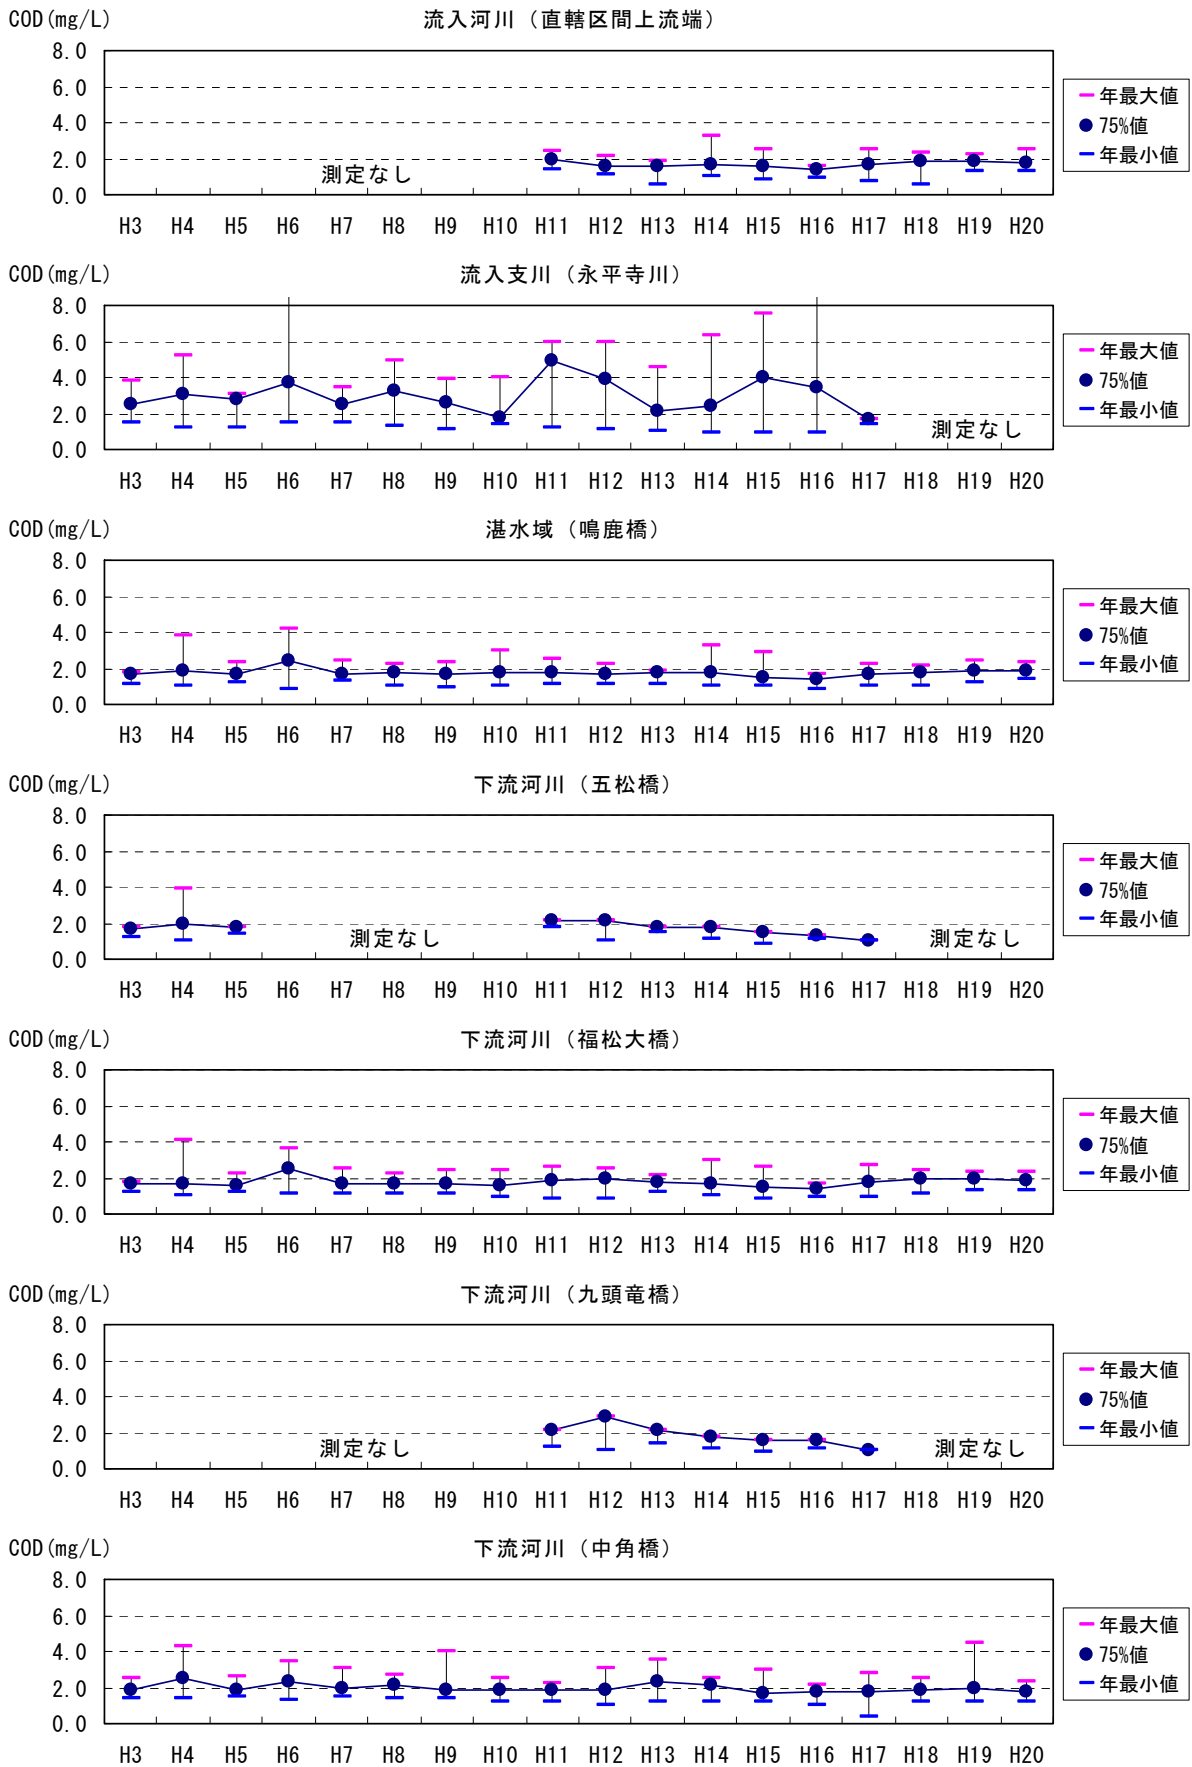 COD(mg/L) 流入河川（直轄区間上流端）
8.0
6.0
4.0
2.0
0.0
測定なし
H3 H4 H5 H6 H7 H8 H9 H10 H11 H12 H13 H14 H15 H16 H17 H18 H19 H20
年最大値
75%値
年最小値
COD(mg/L) 流入支川（永平寺川）
8.0
6.0
4.0
2.0
0.0
測定なし
H3 H4 H5 H6 H7 H8 H9 H10 H11 H12 H13 H14 H15 H16 H17 H18 H19 H20
年最大値
75%値
年最小値
COD(mg/L) 湛水域（鳴鹿橋）
8.0
6.0
4.0
2.0
0.0
H3 H4 H5 H6 H7 H8 H9 H10 H11 H12 H13 H14 H15 H16 H17 H18 H19 H20
年最大値
75%値
年最小値
COD(mg/L) 下流河川（五松橋）
8.0
6.0
4.0
2.0
0.0
測定なし 測定なし
H3 H4 H5 H6 H7 H8 H9 H10 H11 H12 H13 H14 H15 H16 H17 H18 H19 H20
年最大値
75%値
年最小値
COD(mg/L) 下流河川（福松大橋）
8.0
6.0
4.0
2.0
0.0
H3 H4 H5 H6 H7 H8 H9 H10 H11 H12 H13 H14 H15 H16 H17 H18 H19 H20
年最大値
75%値
年最小値
COD(mg/L) 下流河川（九頭竜橋）
8.0
6.0
4.0
2.0
0.0
測定なし 測定なし
H3 H4 H5 H6 H7 H8 H9 H10 H11 H12 H13 H14 H15 H16 H17 H18 H19 H20
年最大値
75%値
年最小値
COD(mg/L) 下流河川（中角橋）
8.0
6.0
4.0
2.0
0.0
H3 H4 H5 H6 H7 H8 H9 H10 H11 H12 H13 H14 H15 H16 H17 H18 H19 H20
年最大値
75%値
年最小値